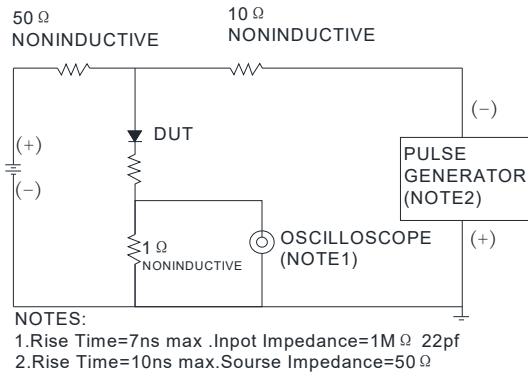 50 Ω
NONINDUCTIVE
10 Ω
NONINDUCTIVE
(+)
(−)
DUT
1 Ω
NONINDUCTIVE
OSCILLOSCOPE
(NOTE1)
(−)
PULSE
GENERATOR
(NOTE2)
(+)
NOTES:
1.Rise Time=7ns max .Inpot Impedance=1M Ω 22pf
2.Rise Time=10ns max.Sourse Impedance=50 Ω